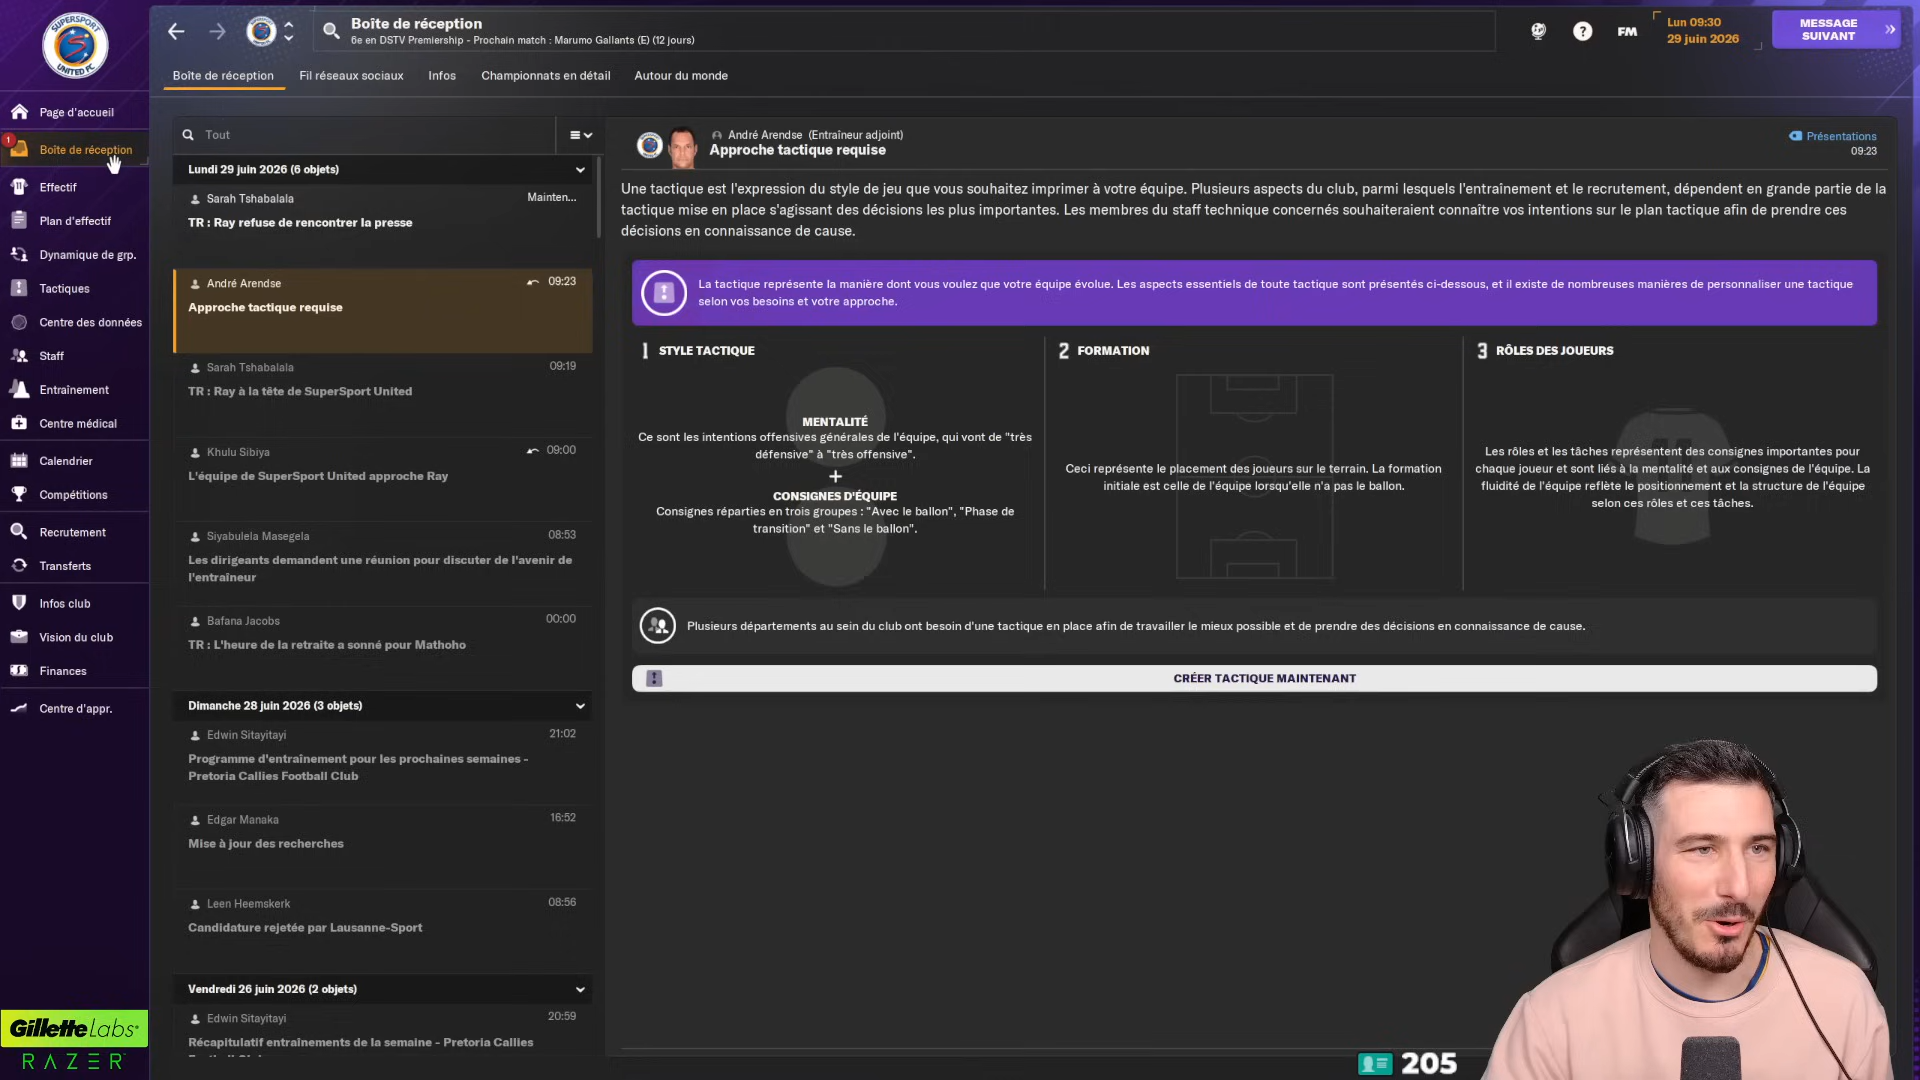 SUPERSPORT
UNITED FC
Boîte de réception
6e en DSTV Premiership - Prochain match : Marumo Gallants (E) (12 jours)
FM
Lun 09:30
29 juin 2026
MESSAGE
SUIVANT
Boîte de réception
Fil réseaux sociaux
Infos
Championnats en détail
Autour du monde
Page d'accueil
1
Boîte de réception
Effectif
Plan d'effectif
Dynamique de grp.
Tactiques
Centre des données
Staff
Entraînement
Centre médical
Calendrier
Compétitions
Recrutement
Transferts
Infos club
Vision du club
Finances
Centre d'appr.
GilletteLabs
RAZER
Tout
Lundi 29 juin 2026 (6 objets)
Sarah Tshabalala
Mainten...
TR : Ray refuse de rencontrer la presse
André Arendse
09:23
Approche tactique requise
Sarah Tshabalala
09:19
TR : Ray à la tête de SuperSport United
Khulu Sibiya
09:00
L'équipe de SuperSport United approche Ray
Siyabulela Masegela
08:53
Les dirigeants demandent une réunion pour discuter de l'avenir de
l'entraîneur
Bafana Jacobs
00:00
TR : L'heure de la retraite a sonné pour Mathoho
Dimanche 28 juin 2026 (3 objets)
Edwin Sitayitayi
21:02
Programme d'entraînement pour les prochaines semaines -
Pretoria Callies Football Club
Edgar Manaka
16:52
Mise à jour des recherches
Leen Heemskerk
08:56
Candidature rejetée par Lausanne-Sport
Vendredi 26 juin 2026 (2 objets)
Edwin Sitayitayi
20:59
Récapitulatif entraînements de la semaine - Pretoria Callies
André Arendse (Entraîneur adjoint)
Approche tactique requise
Présentations
09:23
Une tactique est l'expression du style de jeu que vous souhaitez imprimer à votre équipe. Plusieurs aspects du club, parmi lesquels l'entraînement et le recrutement, dépendent en grande partie de la
tactique mise en place s'agissant des décisions les plus importantes. Les membres du staff technique concernés souhaiteraient connaître vos intentions sur le plan tactique afin de prendre ces
décisions en connaissance de cause.
La tactique représente la manière dont vous voulez que votre équipe évolue. Les aspects essentiels de toute tactique sont présentés ci-dessous, et il existe de nombreuses manières de personnaliser une tactique
selon vos besoins et votre approche.
1 STYLE TACTIQUE
MENTALITÉ
Ce sont les intentions offensives générales de l'équipe, qui vont de "très
défensive" à "très offensive".
+
CONSIGNES D'ÉQUIPE
Consignes réparties en trois groupes : "Avec le ballon", "Phase de
transition" et "Sans le ballon".
2 FORMATION
Ceci représente le placement des joueurs sur le terrain. La formation
initiale est celle de l'équipe lorsqu'elle n'a pas le ballon.
3 RÔLES DES JOUEURS
Les rôles et les tâches représentent des consignes importantes pour
chaque joueur et sont liés à la mentalité et aux consignes de l'équipe. La
fluidité de l'équipe reflète le positionnement et la structure de l'équipe
selon ces rôles et ces tâches.
Plusieurs départements au sein du club ont besoin d'une tactique en place afin de travailler le mieux possible et de prendre des décisions en connaissance de cause.
CRÉER TACTIQUE MAINTENANT
205